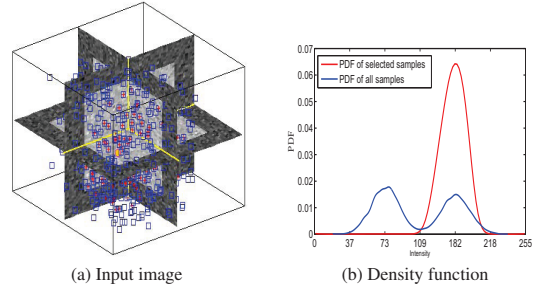 PDF of selected samples
PDF of all samples
0.07
0.06
0.05
0.04
0.03
0.02
0.01
0
PDF
0 37 73 109 182 218 255
Intensity
(a) Input image
(b) Density function